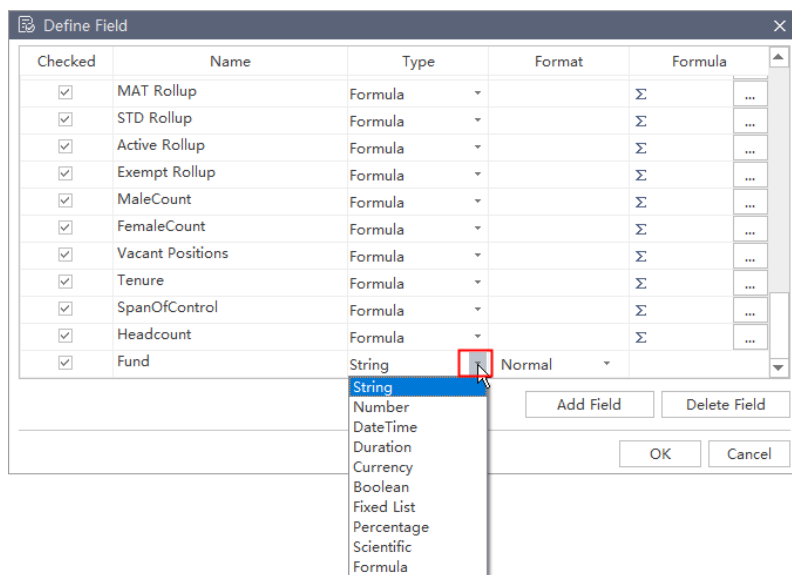 Define Field
Checked Name Type Format Formula
MAT Rollup Formula Σ ...
STD Rollup Formula Σ ...
Active Rollup Formula Σ ...
Exempt Rollup Formula Σ ...
MaleCount Formula Σ ...
FemaleCount Formula Σ ...
Vacant Positions Formula Σ ...
Tenure Formula Σ ...
SpanOfControl Formula Σ ...
Headcount Formula Σ ...
Fund String Normal
String
Number
DateTime
Duration
Currency
Boolean
Fixed List
Percentage
Scientific
Formula
Add Field Delete Field
OK Cancel